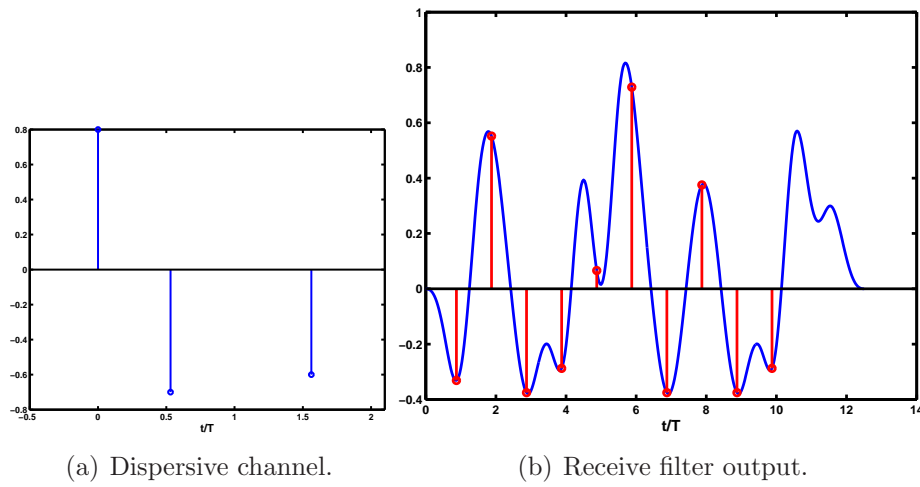 0.8
0.6
0.4
0.2
0
−0.2
−0.4
−0.6
−0.8
−0.5 0 0.5 1 1.5 2
t/T
(a) Dispersive channel.
1
0.8
0.6
0.4
0.2
0
−0.2
−0.4
0 2 4 6 8 10 12 14
t/T
(b) Receive filter output.